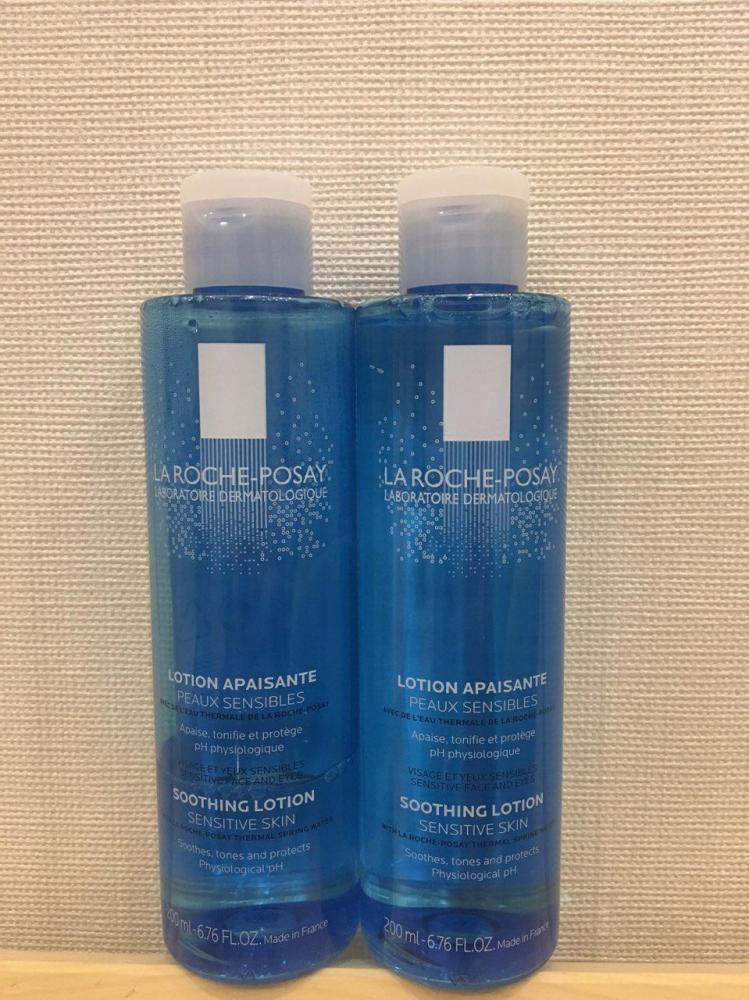 LA ROCHE-POSAY
LABORATOIRE DERMATOLOGIQUE
LOTION APAISANTE
PEAUX SENSIBLES
AVEC DE L'EAU THERMALE DE LA ROCHE-POSAY
Apaise, tonifie et protège
pH physiologique
VISAGE ET YEUX SENSIBLES
SENSITIVE FACE AND EYES
SOOTHING LOTION
SENSITIVE SKIN
WITH LA ROCHE-POSAY THERMAL SPRING WATER
Soothes, tones and protects
Physiological pH
200 ml - 6.76 FL.OZ. Made in France
LA ROCHE-POSAY
LABORATOIRE DERMATOLOGIQUE
LOTION APAISANTE
PEAUX SENSIBLES
AVEC DE L'EAU THERMALE DE LA ROCHE-POSAY
Apaise, tonifie et protège
pH physiologique
VISAGE ET YEUX SENSIBLES
SENSITIVE FACE AND EYES
SOOTHING LOTION
SENSITIVE SKIN
WITH LA ROCHE-POSAY THERMAL SPRING WATER
Soothes, tones and protects
Physiological pH
200 ml - 6.76 FL.OZ. Made in France